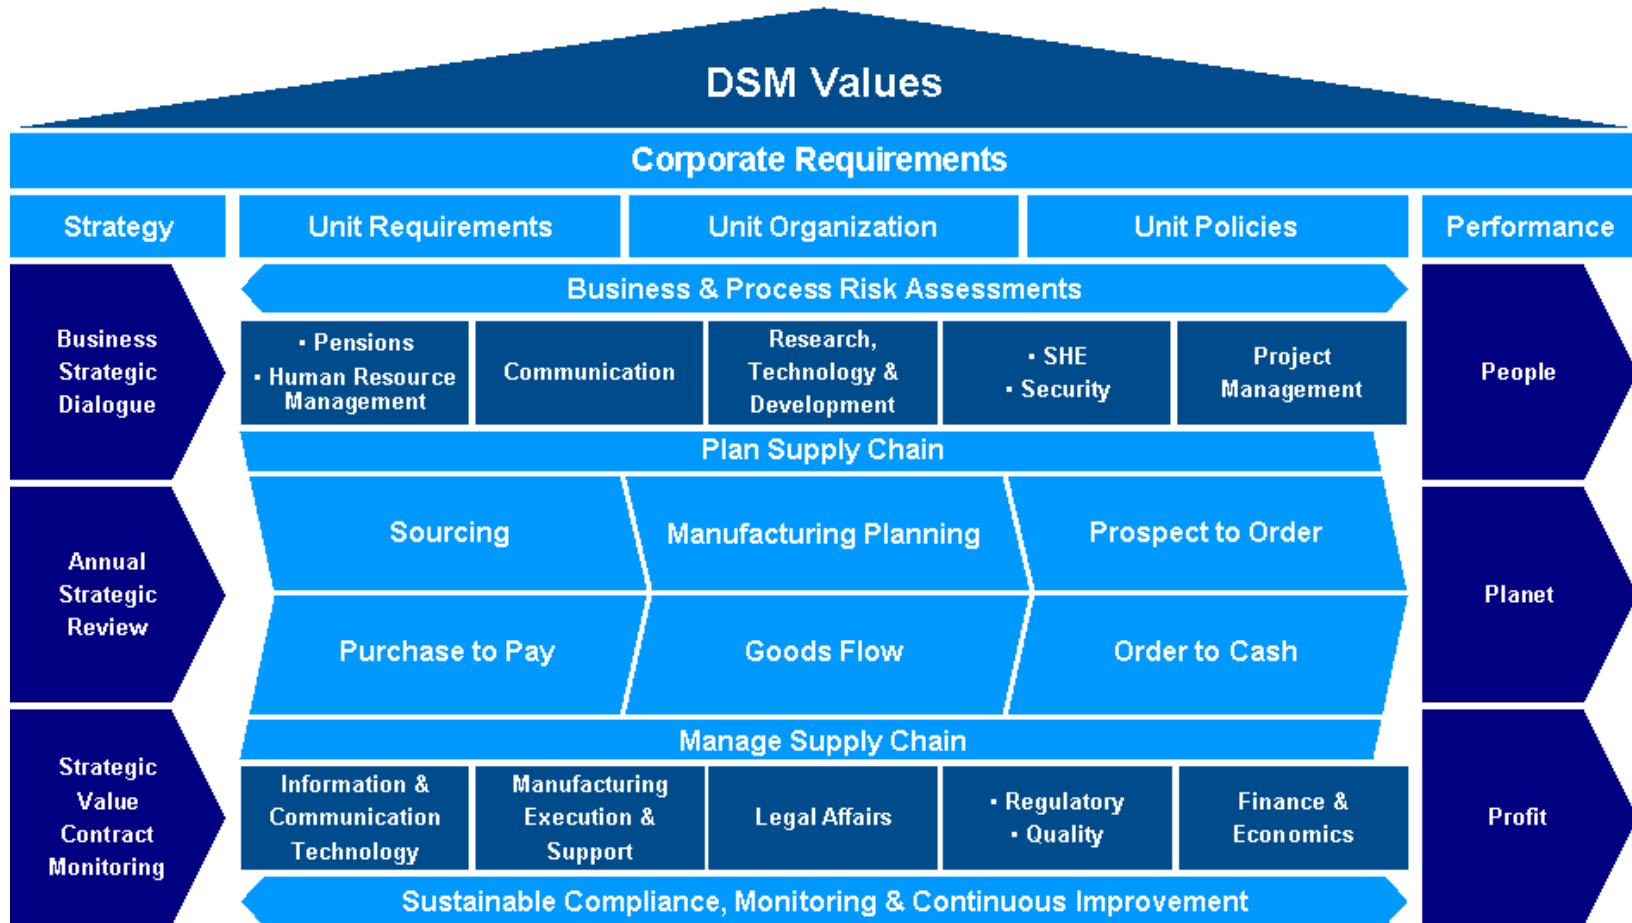 DSM Values
Corporate Requirements
Strategy
Unit Requirements
Unit Organization
Unit Policies
Performance
Business
Strategic
Dialogue
Business & Process Risk Assessments
▪ Pensions
▪ Human Resource
Management
Communication
Research,
Technology &
Development
▪ SHE
▪ Security
Project
Management
People
Plan Supply Chain
Annual
Strategic
Review
Sourcing
Manufacturing Planning
Prospect to Order
Purchase to Pay
Goods Flow
Order to Cash
Planet
Manage Supply Chain
Strategic
Value
Contract
Monitoring
Information &
Communication
Technology
Manufacturing
Execution &
Support
Legal Affairs
▪ Regulatory
▪ Quality
Finance &
Economics
Profit
Sustainable Compliance, Monitoring & Continuous Improvement